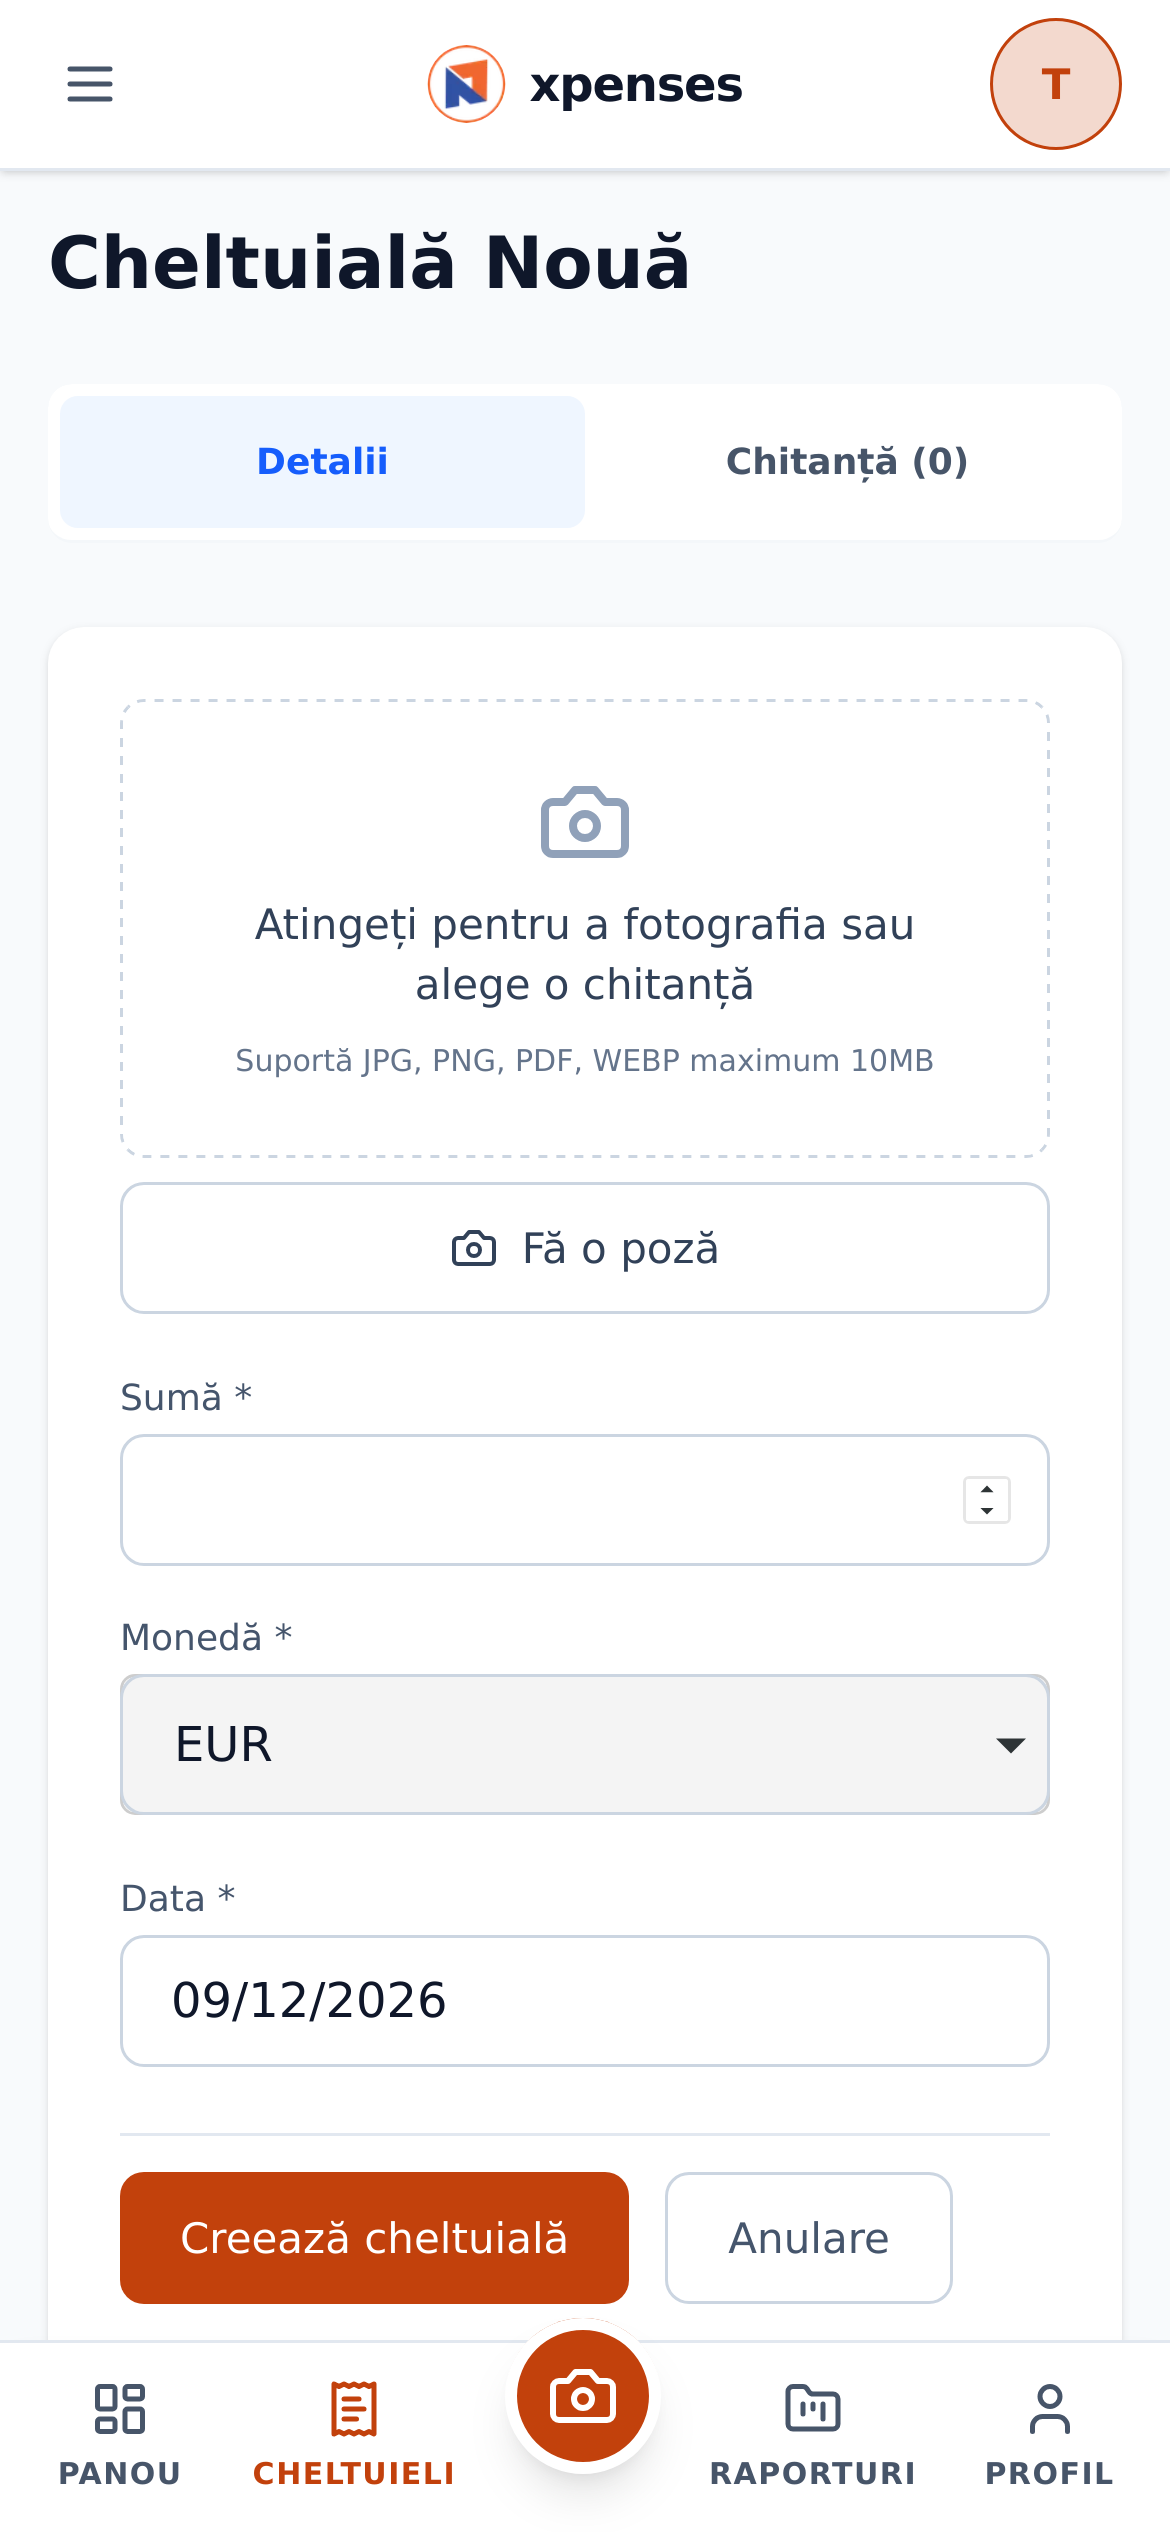 xpenses
T
Cheltuială Nouă
Detalii
Chitanță (0)
Atingeți pentru a fotografia sau
alege o chitanță
Suportă JPG, PNG, PDF, WEBP maximum 10MB
Fă o poză
Sumă *
Monedă *
EUR
Data *
09/12/2026
Creează cheltuială
Anulare
PANOU
CHELTUIELI
RAPORTURI
PROFIL